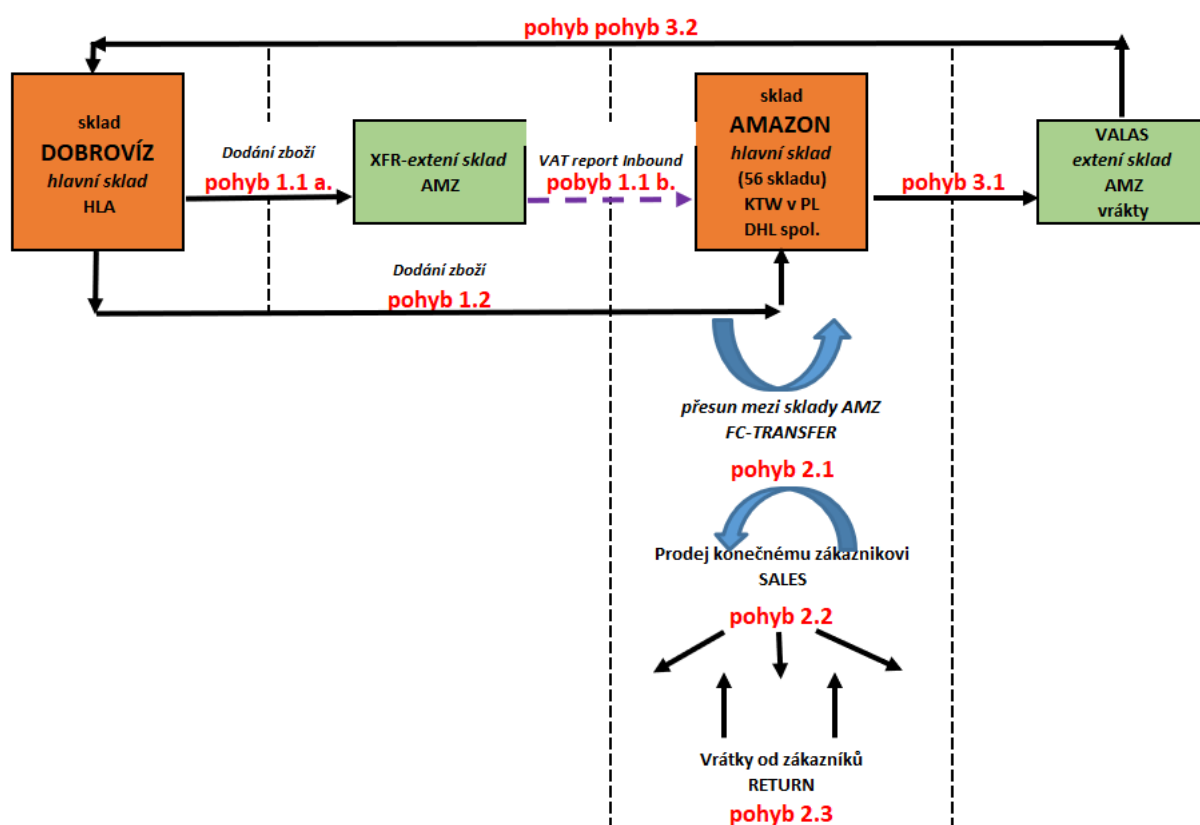 pohyb pohyb 3.2
sklad
DOBROVÍZ
hlavní sklad
HLA
Dodání zboží
pohyb 1.1 a.
XFR-extení sklad
AMZ
VAT report Inbound
pobyb 1.1 b.
sklad
AMAZON
hlavní sklad
(56 skladu)
KTW v PL
DHL spol.
pohyb 3.1
VALAS
extení sklad
AMZ
vrákty
Dodání zboží
pohyb 1.2
přesun mezi sklady AMZ
FC-TRANSFER
pohyb 2.1
Prodej konečnému zákaznikovi
SALES
pohyb 2.2
Vrátky od zákazníků
RETURN
pohyb 2.3